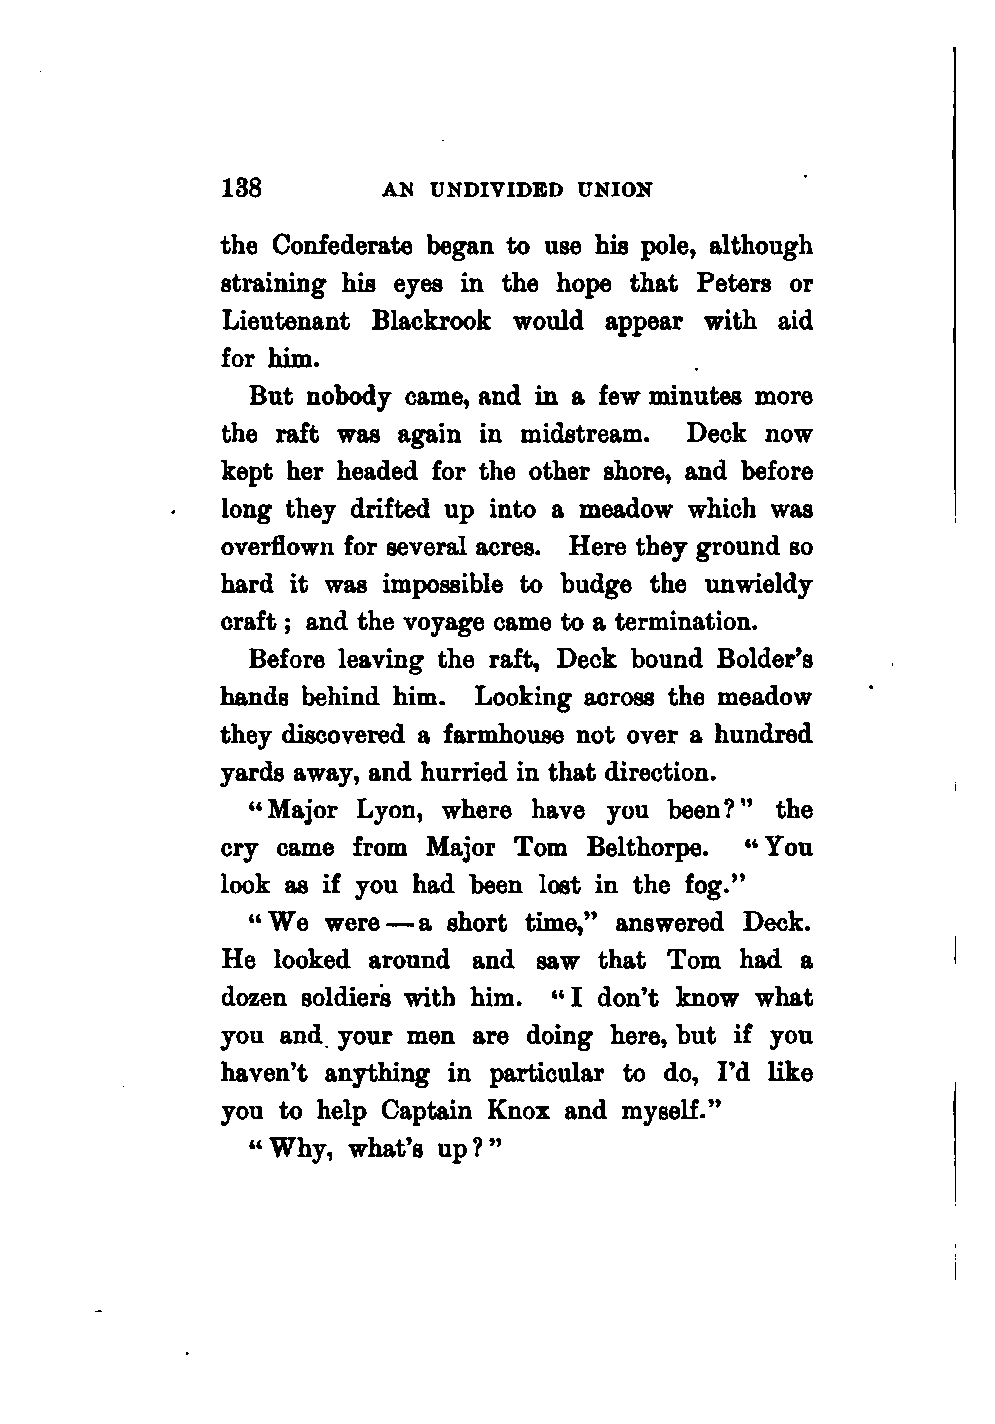 138 AN UNDIVIDED UNION
the Confederate began to use his pole, although
straining his eyes in the hope that Peters or
Lieutenant Blackrook would appear with aid
for him.
But nobody came, and in a few minutes more
the raft was again in midstream. Deck now
kept her headed for the other shore, and before
long they drifted up into a meadow which was
overflown for several acres. Here they ground so
hard it was impossible to budge the unwieldy
craft ; and the voyage came to a termination.
Before leaving the raft, Deck bound Bolder's
hands behind him. Looking across the meadow
they discovered a farmhouse not over a hundred
yards away, and hurried in that direction.
"Major Lyon, where have you been?" the
cry came from Major Tom Belthorpe. "You
look as if you had been lost in the fog."
"We were — a short time," answered Deck.
He looked around and saw that Tom had a
dozen soldiers with him. "I don't know what
you and your men are doing here, but if you
haven't anything in particular to do, I'd like
you to help Captain Knox and myself."
"Why, what's up?"